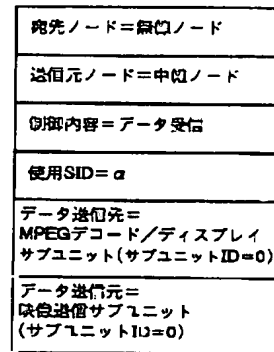 宛先ノード＝ノード
送信元ノード＝ノード
制御内容＝データ受信
使用SID＝α
データ送信先＝
MPEGデコード／ディスプレイ
サブユニット（サブユニットID＝0）
データ送信元＝
映像送信サブユニット
（サブユニットID＝0）